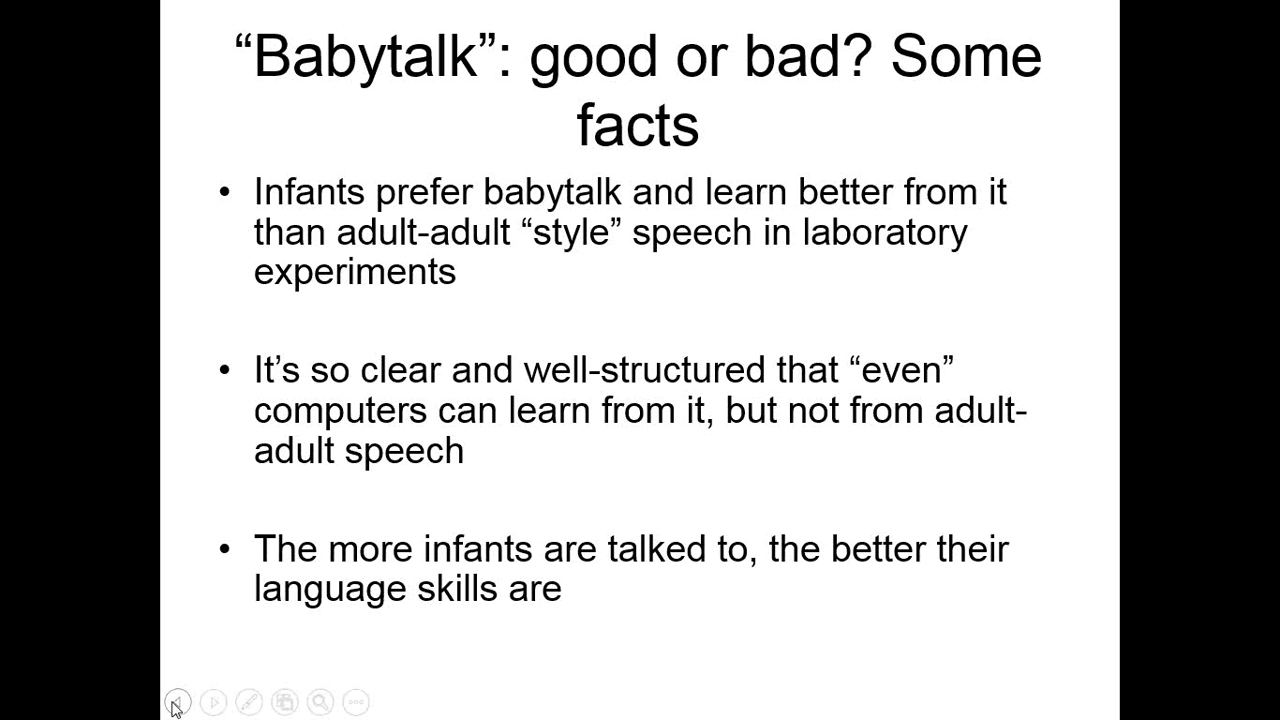 “Babytalk”: good or bad? Some
facts
• Infants prefer babytalk and learn better from it
than adult-adult “style” speech in laboratory
experiments
• It’s so clear and well-structured that “even”
computers can learn from it, but not from adult-
adult speech
• The more infants are talked to, the better their
language skills are